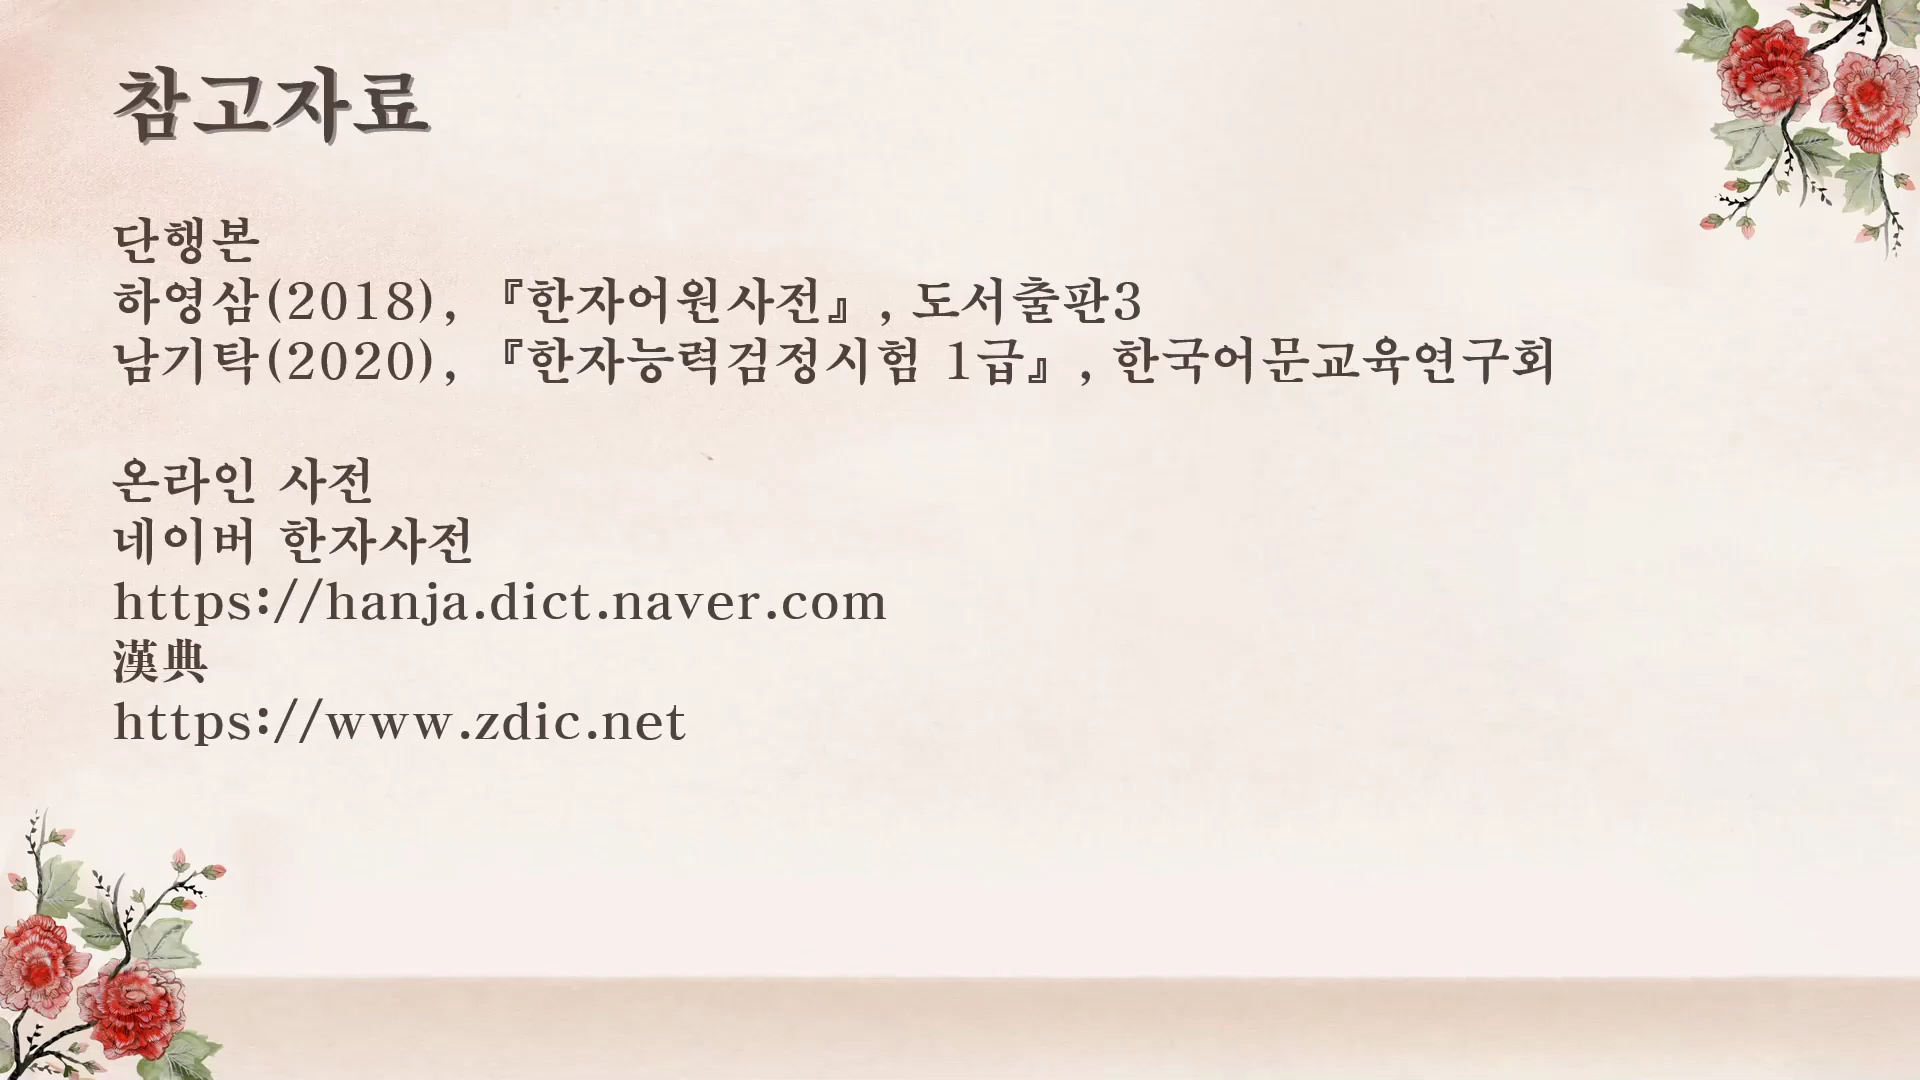 참고자료
단행본
하영삼(2018), 『한자어원사전』, 도서출판3
남기탁(2020), 『한자능력검정시험 1급』, 한국어문교육연구회
온라인 사전
네이버 한자사전
https://hanja.dict.naver.com
漢典
https://www.zdic.net